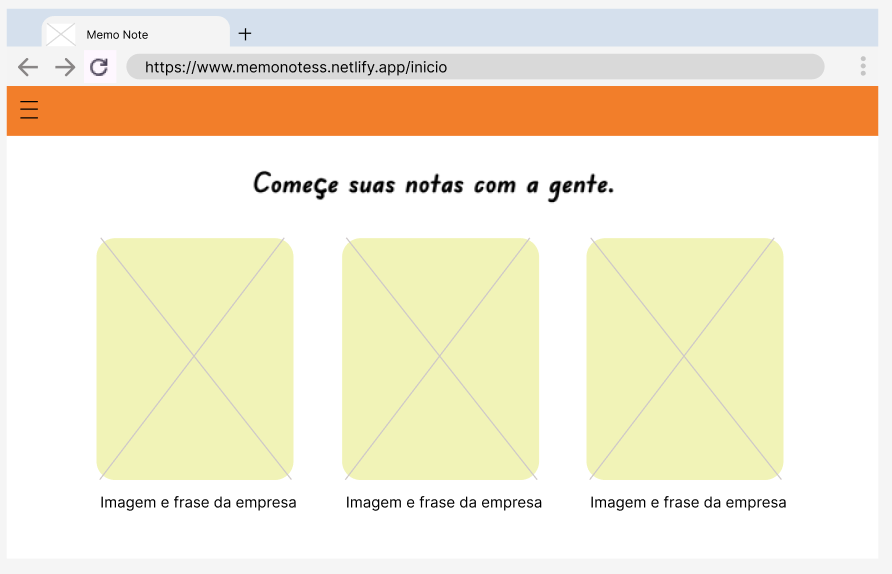 Memo Note
https://www.memonotess.netlify.app/inicio
Começe suas notas com a gente.
Imagem e frase da empresa
Imagem e frase da empresa
Imagem e frase da empresa